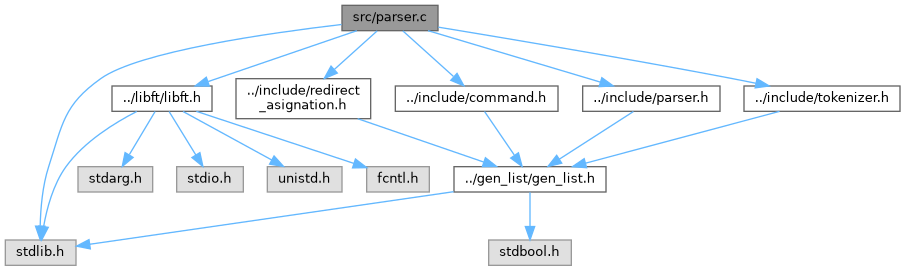 src/parser.c
../libft/libft.h
../include/redirect
_asignation.h
../include/command.h
../include/parser.h
../include/tokenizer.h
stdarg.h
stdio.h
unistd.h
fcntl.h
../gen_list/gen_list.h
stdlib.h
stdbool.h